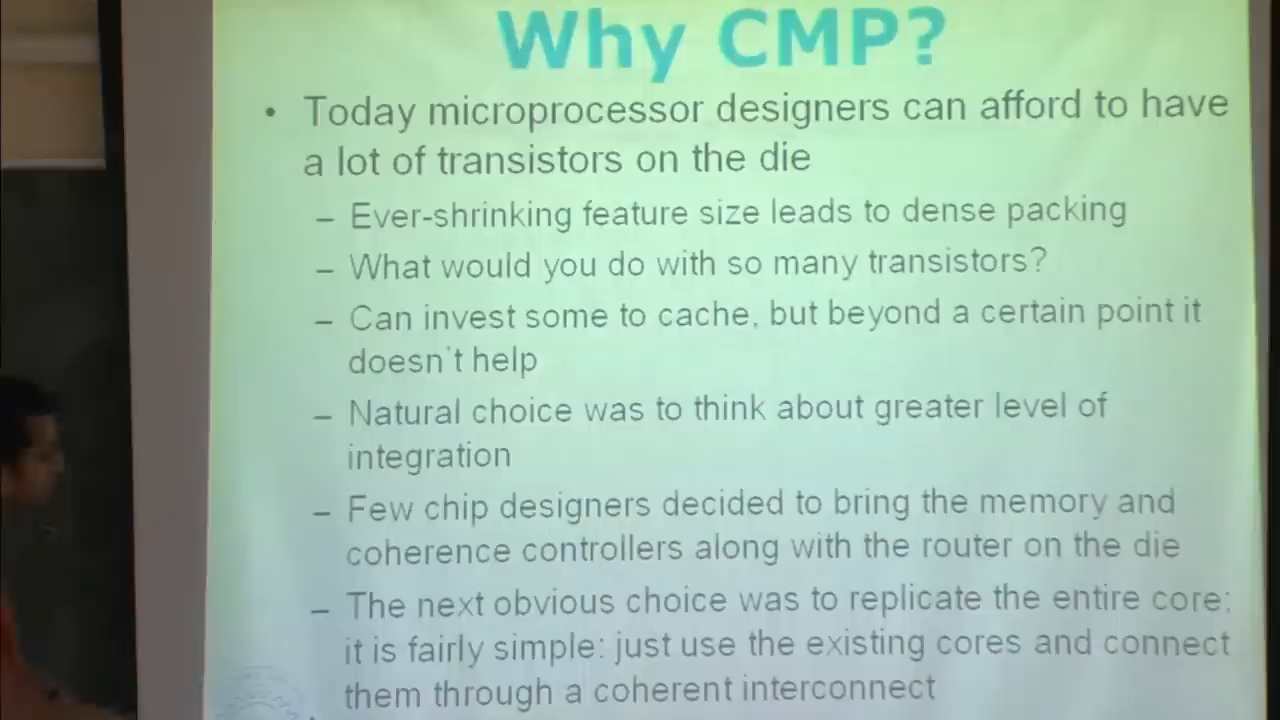 Why CMP?
• Today microprocessor designers can afford to have
a lot of transistors on the die
– Ever-shrinking feature size leads to dense packing
– What would you do with so many transistors?
– Can invest some to cache, but beyond a certain point it
doesn't help
– Natural choice was to think about greater level of
integration
– Few chip designers decided to bring the memory and
coherence controllers along with the router on the die
– The next obvious choice was to replicate the entire core;
it is fairly simple: just use the existing cores and connect
them through a coherent interconnect